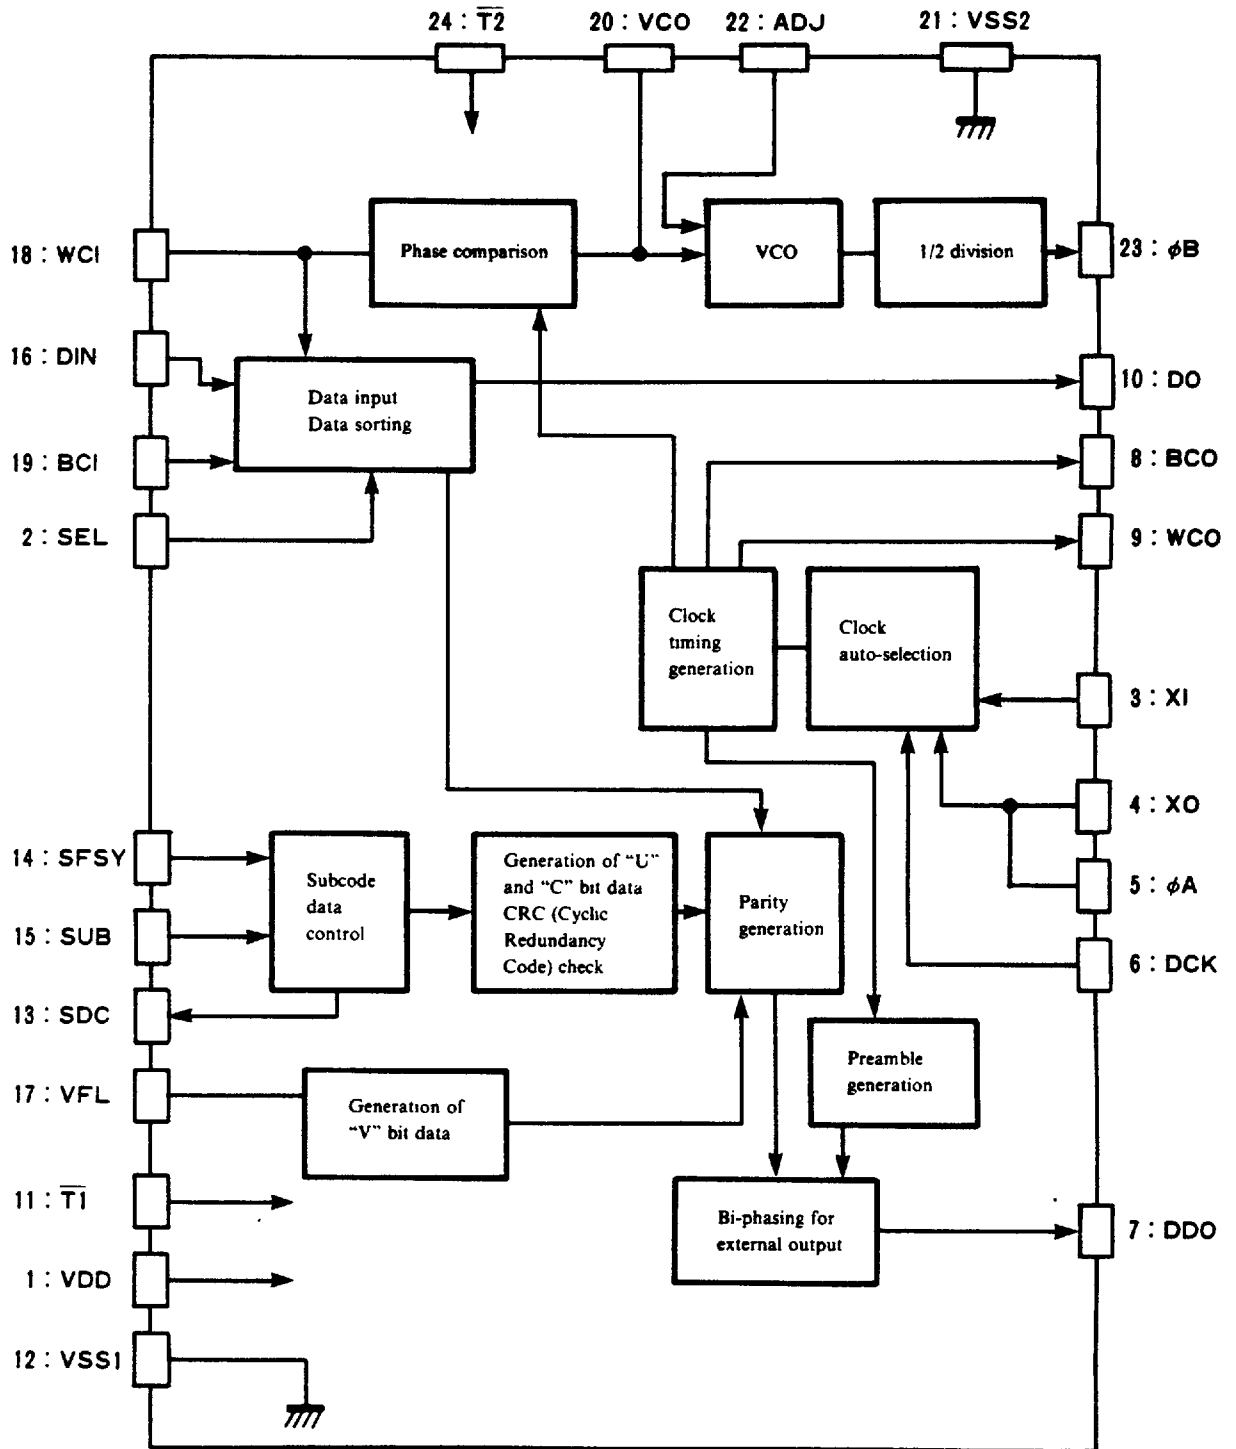 24 : T2
20 : VCO
22 : ADJ
21 : VSS2
18 : WCI
Phase comparison
VCO
1/2 division
23 : φB
16 : DIN
Data input
Data sorting
10 : DO
19 : BCI
8 : BCO
2 : SEL
9 : WCO
Clock
timing
generation
Clock
auto-selection
3 : XI
4 : XO
14 : SFSY
Subcode
data
control
Generation of “U”
and “C” bit data
CRC (Cyclic
Redundancy
Code) check
Parity
generation
5 : φA
15 : SUB
6 : DCK
13 : SDC
Preamble
generation
17 : VFL
Generation of
“V” bit data
11 : T1
Bi-phasing for
external output
7 : DDO
1 : VDD
12 : VSS1